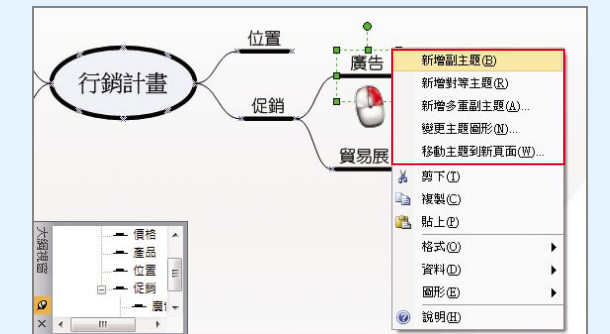 位置
行銷計畫
廣告
促銷
貿易展
新增副主題(B)
新增對等主題(R)
新增多重副主題(A)...
變更主題圖形(N)...
移動主題到新頁面(W)...
剪下(T)
複製(C)
貼上(P)
格式(O)
資料(D)
圖形(E)
說明(H)
大綱視窗
價格
產品
位置
促銷